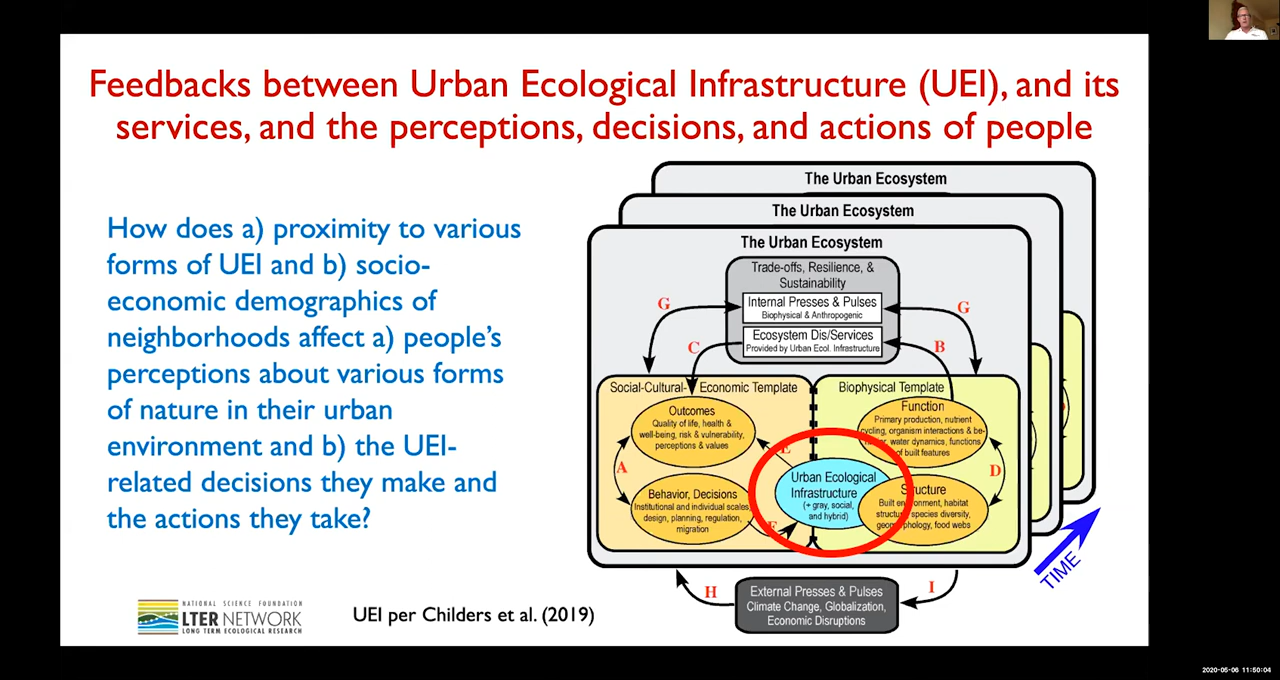 Feedbacks between Urban Ecological Infrastructure (UEI), and its
services, and the perceptions, decisions, and actions of people
How does a) proximity to various
forms of UEI and b) socio-
economic demographics of
neighborhoods affect a) people's
perceptions about various forms
of nature in their urban
environment and b) the UEI-
related decisions they make and
the actions they take?
The Urban Ecosystem
The Urban Ecosystem
The Urban Ecosystem
Trade-offs, Resilience, &
Sustainability
Internal Presses & Pulses
Biophysical & Anthropogenic
Ecosystem Dis/Services
Provided by Urban Ecol. Infrastructure
G
G
C
B
Social-Cultural-Economic Template
Biophysical Template
Outcomes
Quality of life, health &
well-being, risk & vulnerability,
perceptions & values
Function
Primary production, nutrient
cycling, organism interactions & be-
water dynamics, functions
of built features
A
E
D
Behavior, Decisions
Institutional and individual scales,
design, planning, regulation,
migration
F
Urban Ecological
Infrastructure
(+ gray, social,
and hybrid)
Structure
Built environment, habitat
structure, species diversity,
geomorphology, food webs
TIME
H
I
External Presses & Pulses
Climate Change, Globalization,
Economic Disruptions
NATIONAL SCIENCE FOUNDATION
LTER NETWORK
LONG TERM ECOLOGICAL RESEARCH
UEI per Childers et al. (2019)
2020-05-06 11:50:04